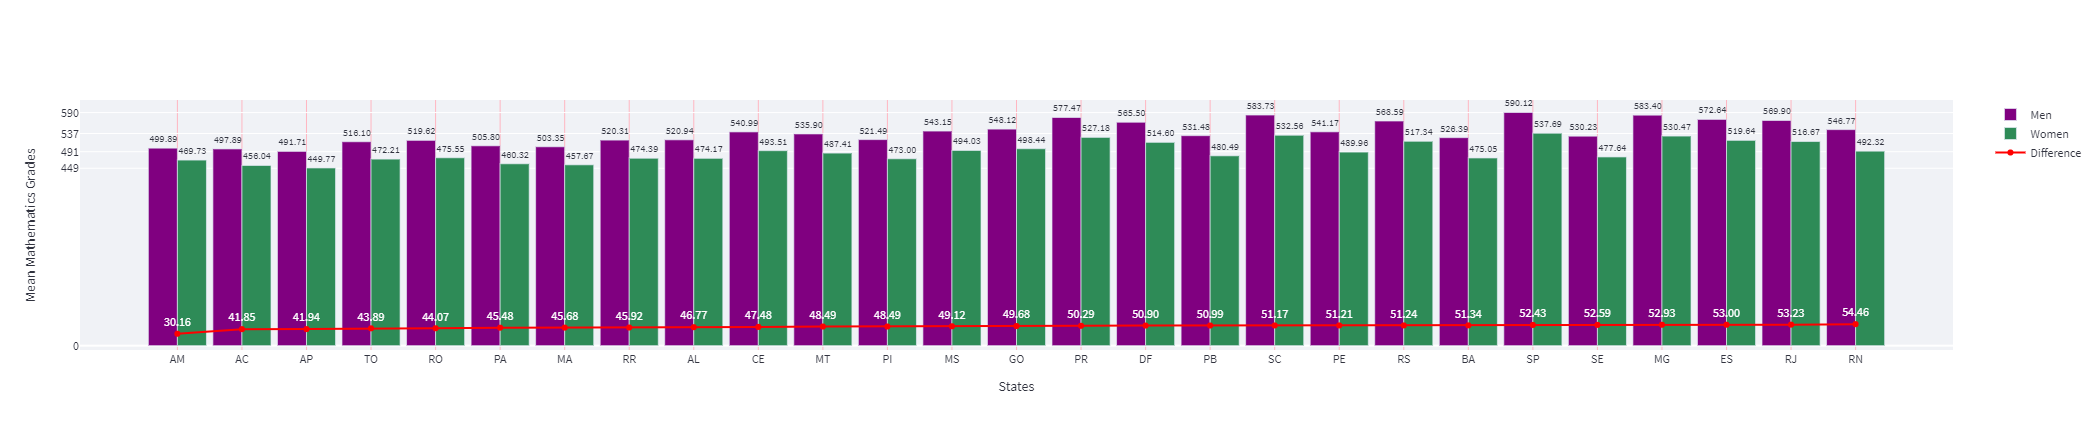 Mean Mathematics Grades
590
537
491
449
0
499.89 469.73 497.89 456.04 491.71 449.77 516.10 472.21 519.62 475.55 505.80 460.32 503.35 457.67 520.31 474.39 520.94 474.17 540.99 493.51 535.90 487.41 521.49 473.00 543.15 494.03 548.12 498.44 577.47 527.18 565.50 514.60 531.48 480.49 583.73 532.56 541.17 489.96 568.59 517.34 526.39 475.05 590.12 537.69 530.23 477.64 583.40 530.47 572.64 519.64 569.90 516.67 546.77 492.32
30.16 41.85 41.94 43.89 44.07 45.48 45.68 45.92 46.77 47.48 48.49 48.49 49.12 49.68 50.29 50.90 50.99 51.17 51.21 51.24 51.34 52.43 52.59 52.93 53.00 53.23 54.46
AM AC AP TO RO PA MA RR AL CE MT PI MS GO PR DF PB SC PE RS BA SP SE MG ES RJ RN
States
Men
Women
Difference